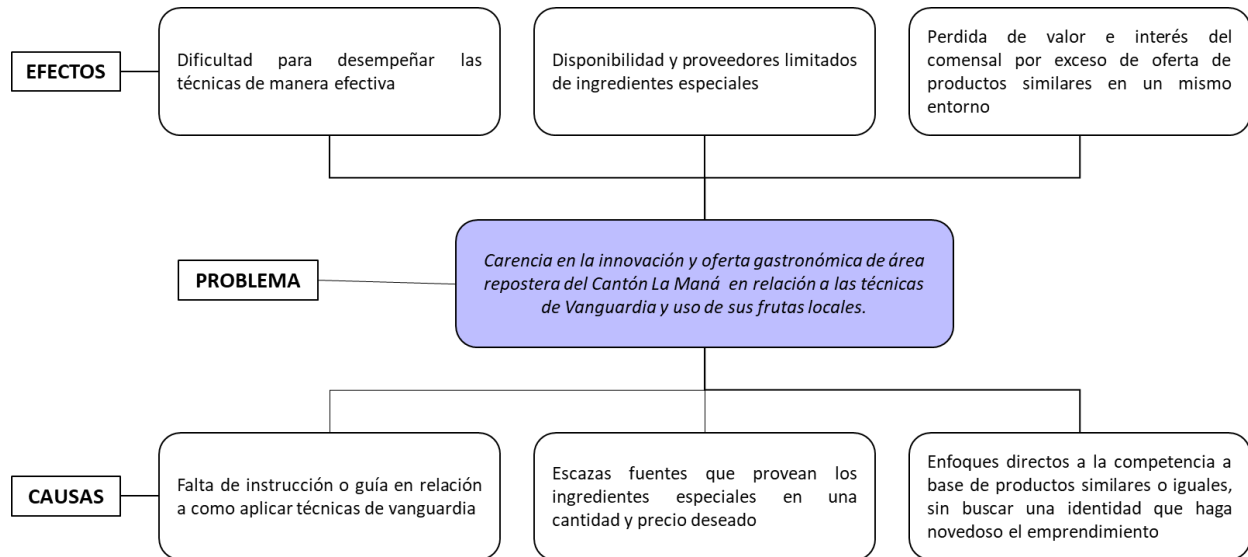 EFECTOS
Dificultad para desempeñar las
técnicas de manera efectiva
Disponibilidad y proveedores limitados
de ingredientes especiales
Perdida de valor e interés del
comensal por exceso de oferta de
productos similares en un mismo
entorno
PROBLEMA
Carencia en la innovación y oferta gastronómica de área
repostera del Cantón La Maná en relación a las técnicas
de Vanguardia y uso de sus frutas locales.
CAUSAS
Falta de instrucción o guía en relación
a como aplicar técnicas de vanguardia
Escazas fuentes que provean los
ingredientes especiales en una
cantidad y precio deseado
Enfoques directos a la competencia a
base de productos similares o iguales,
sin buscar una identidad que haga
novedoso el emprendimiento